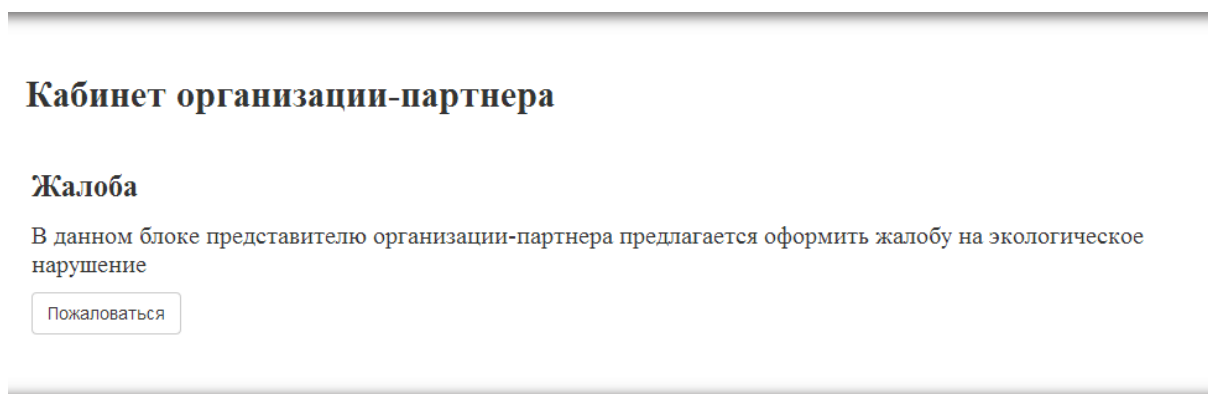 Кабинет организации-партнера
Жалоба
В данном блоке представителю организации-партнера предлагается оформить жалобу на экологическое
нарушение
Пожаловаться